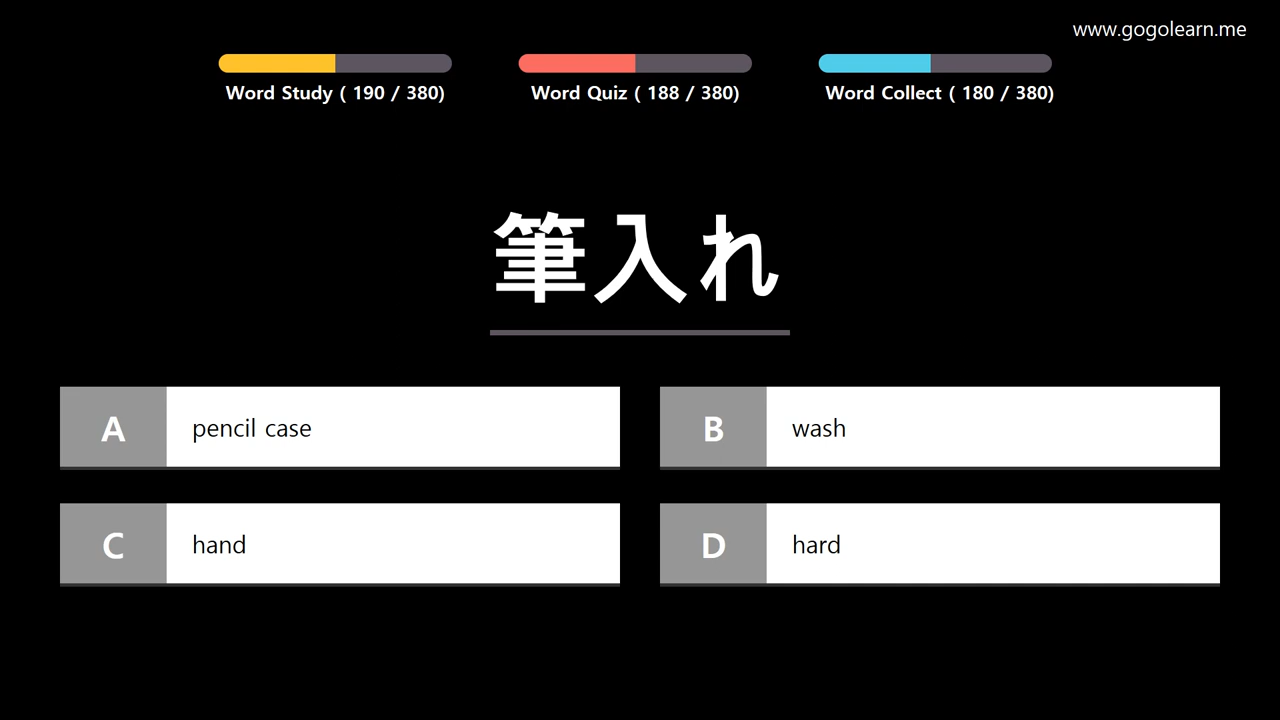 www.gogolearn.me
Word Study ( 190 / 380)
Word Quiz ( 188 / 380)
Word Collect ( 180 / 380)
筆入れ
A pencil case
B wash
C hand
D hard